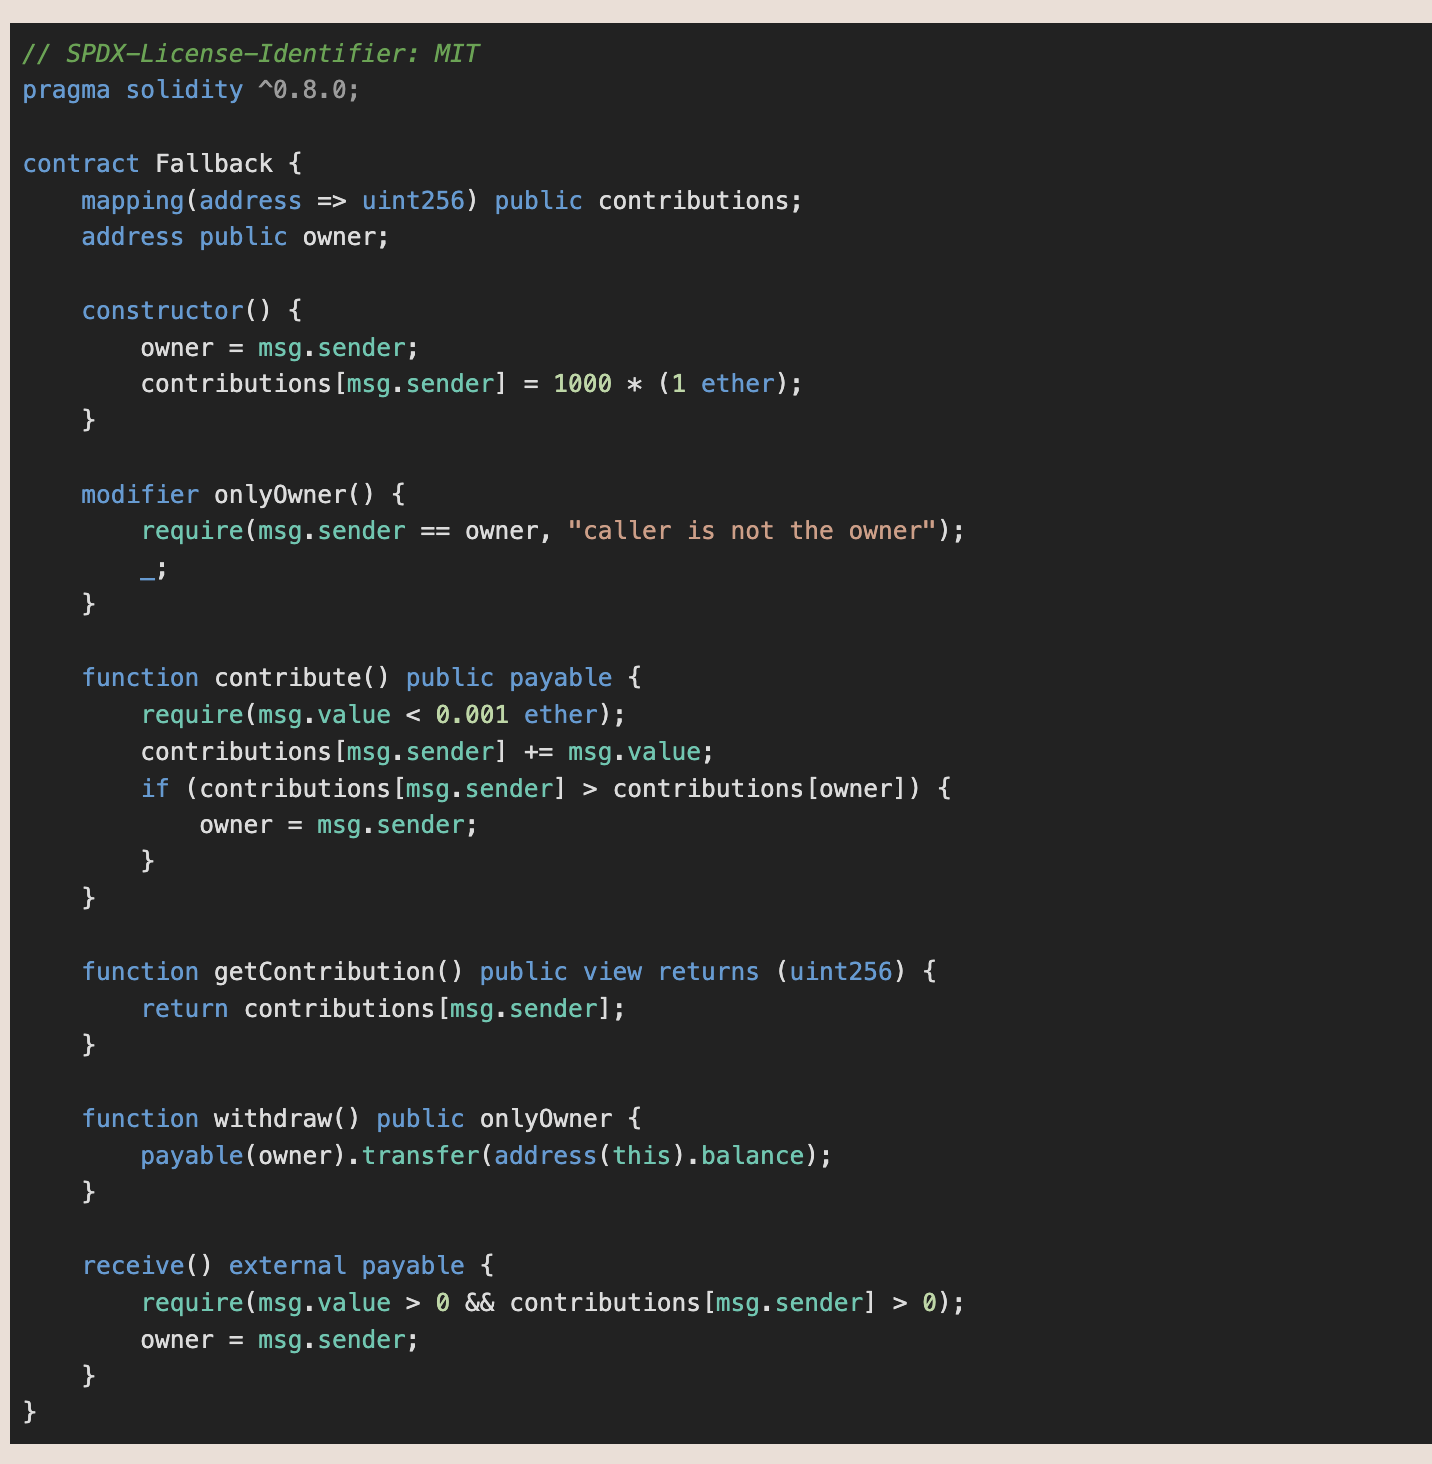 // SPDX-License-Identifier: MIT
pragma solidity ^0.8.0;

contract Fallback {
    mapping(address => uint256) public contributions;
    address public owner;

    constructor() {
        owner = msg.sender;
        contributions[msg.sender] = 1000 * (1 ether);
    }

    modifier onlyOwner() {
        require(msg.sender == owner, "caller is not the owner");
        _;
    }

    function contribute() public payable {
        require(msg.value < 0.001 ether);
        contributions[msg.sender] += msg.value;
        if (contributions[msg.sender] > contributions[owner]) {
            owner = msg.sender;
        }
    }

    function getContribution() public view returns (uint256) {
        return contributions[msg.sender];
    }

    function withdraw() public onlyOwner {
        payable(owner).transfer(address(this).balance);
    }

    receive() external payable {
        require(msg.value > 0 && contributions[msg.sender] > 0);
        owner = msg.sender;
    }
}